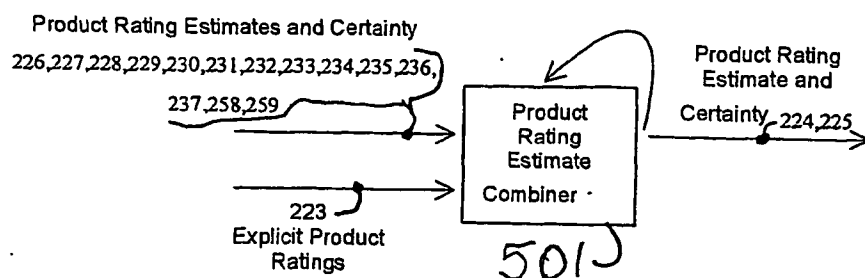 Product Rating Estimates and Certainty
226,227,228,229,230,231,232,233,234,235,236,
237,258,259
Product
Rating
Estimate
Combiner
Product Rating
Estimate and
Certainty 224,225
223
Explicit Product
Ratings
501